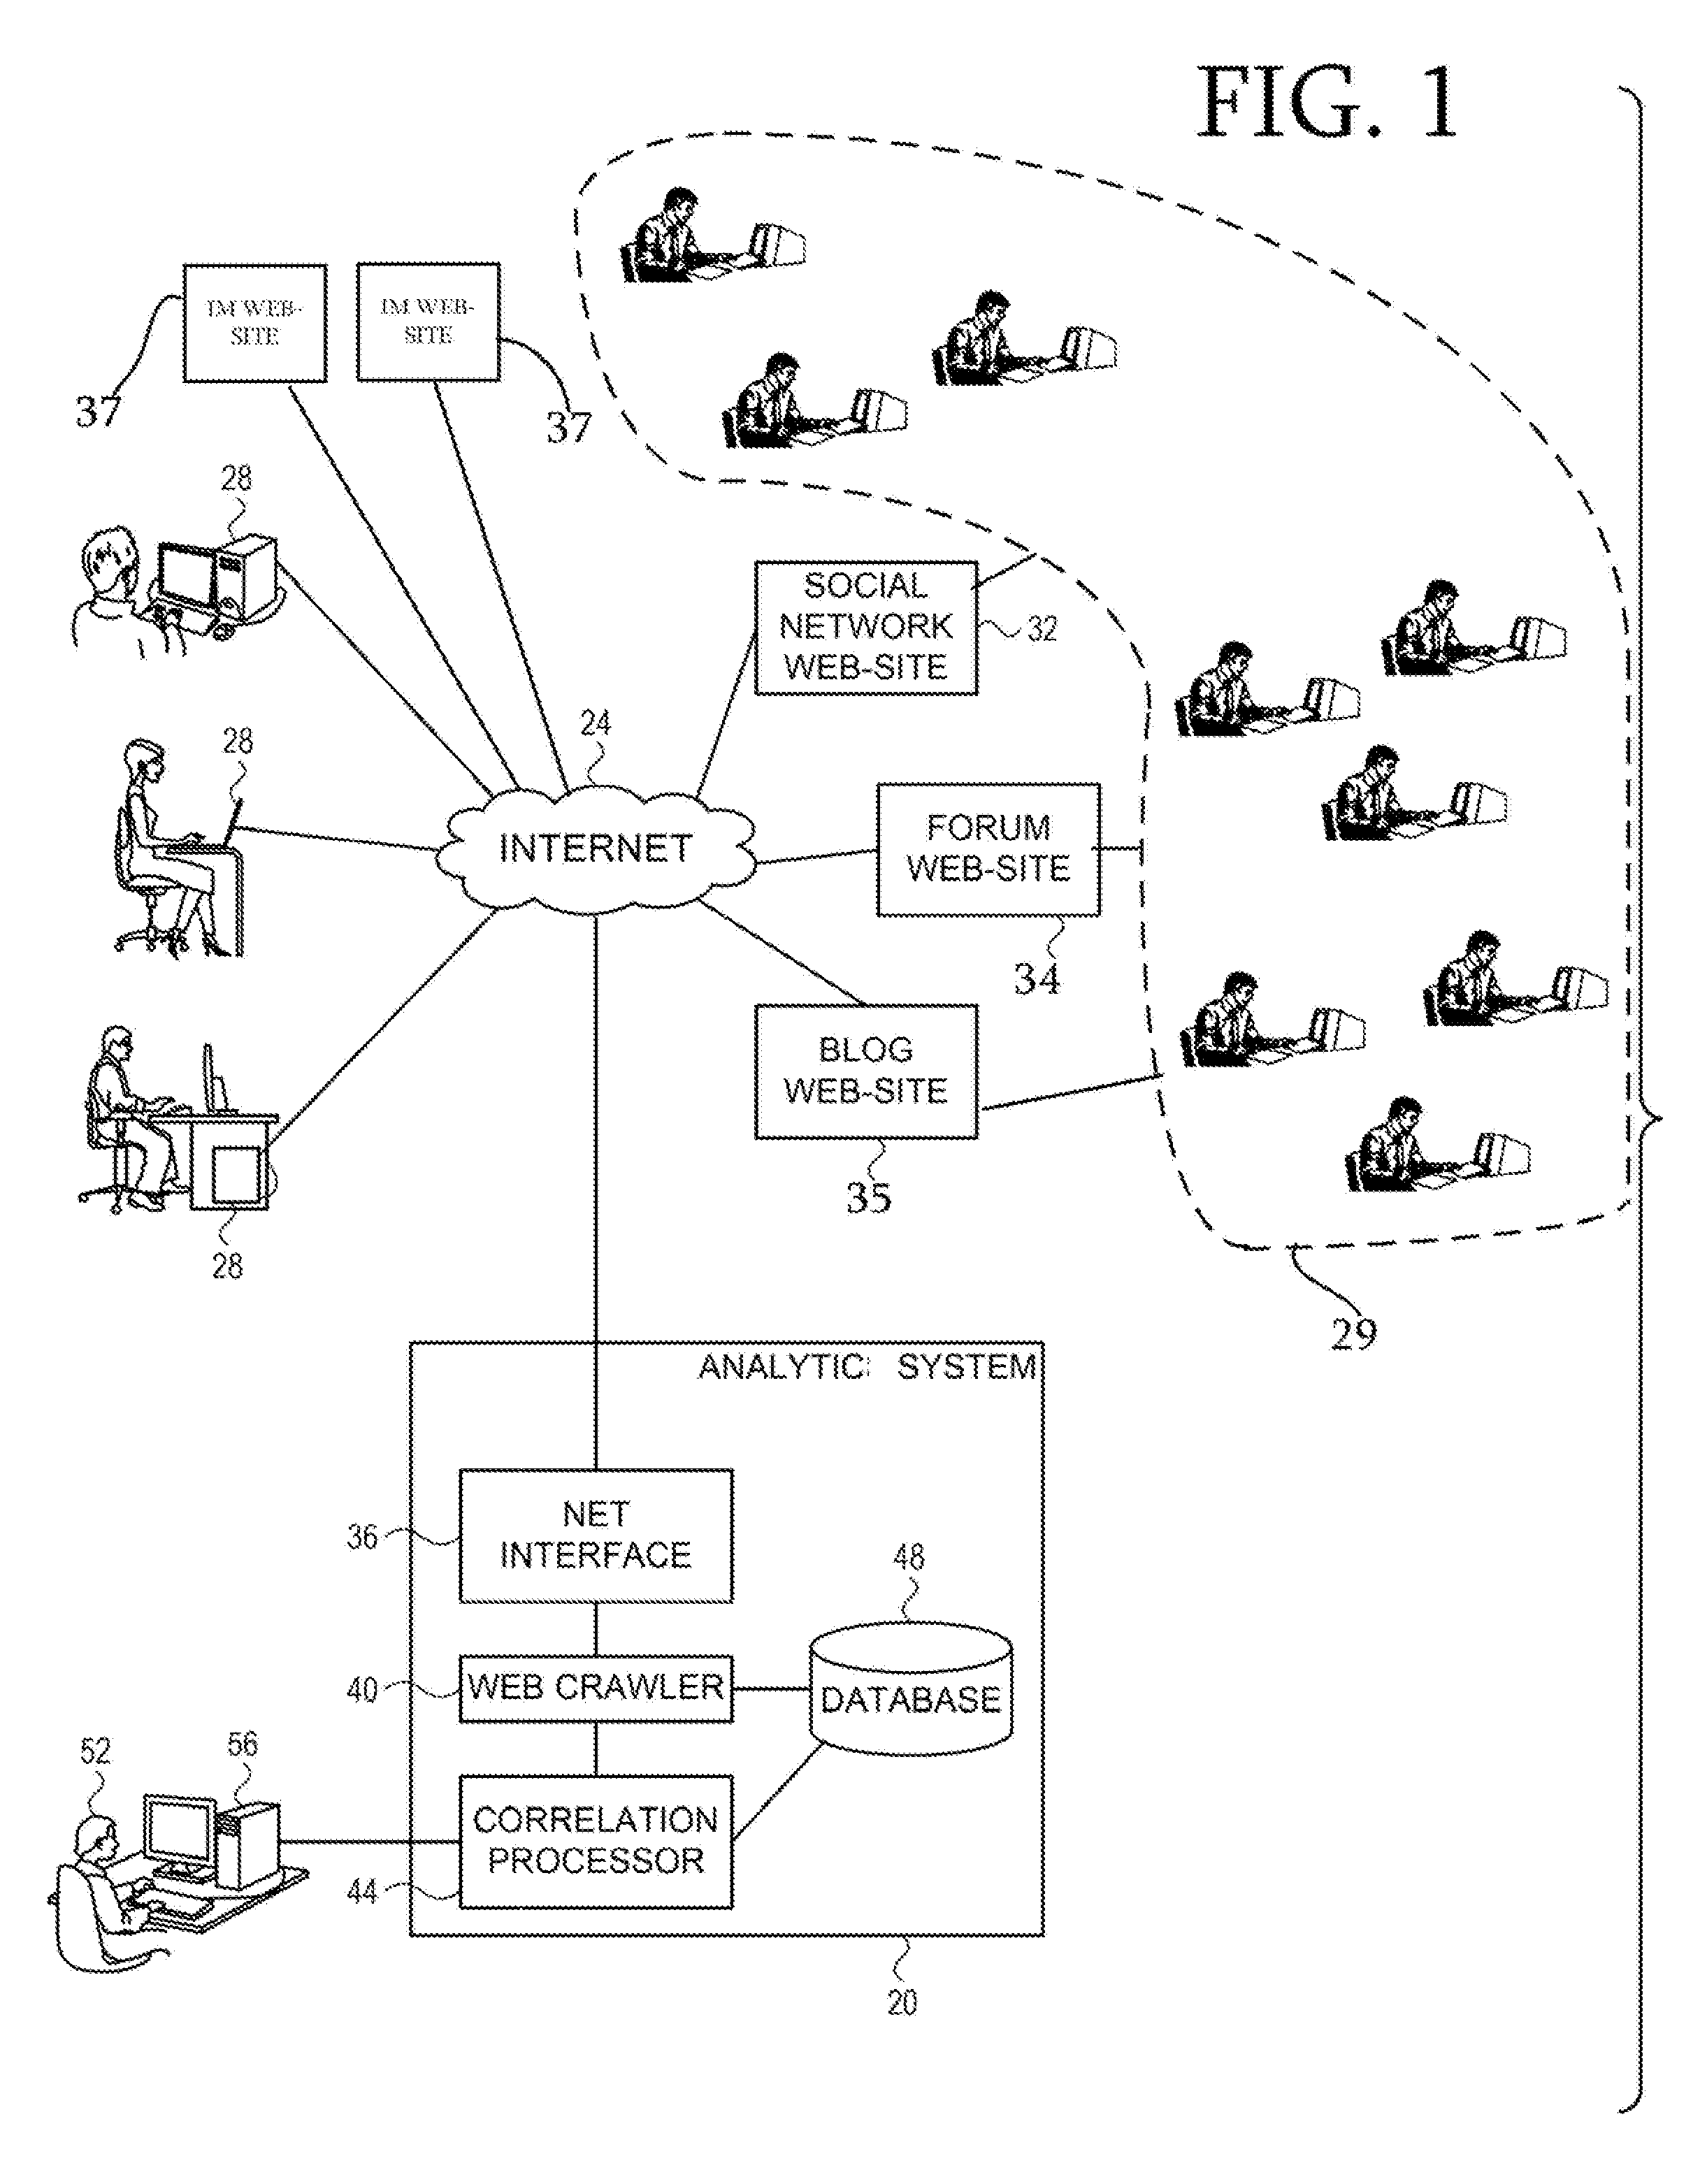 FIG. 1
IM WEB-
SITE
IM WEB-
SITE
37
37
28
SOCIAL
NETWORK
WEB-SITE
32
24
28
INTERNET
FORUM
WEB-SITE
34
BLOG
WEB-SITE
35
28
29
ANALYTIC SYSTEM
NET
INTERFACE
36
48
WEB CRAWLER
40
DATABASE
52
56
CORRELATION
PROCESSOR
44
20